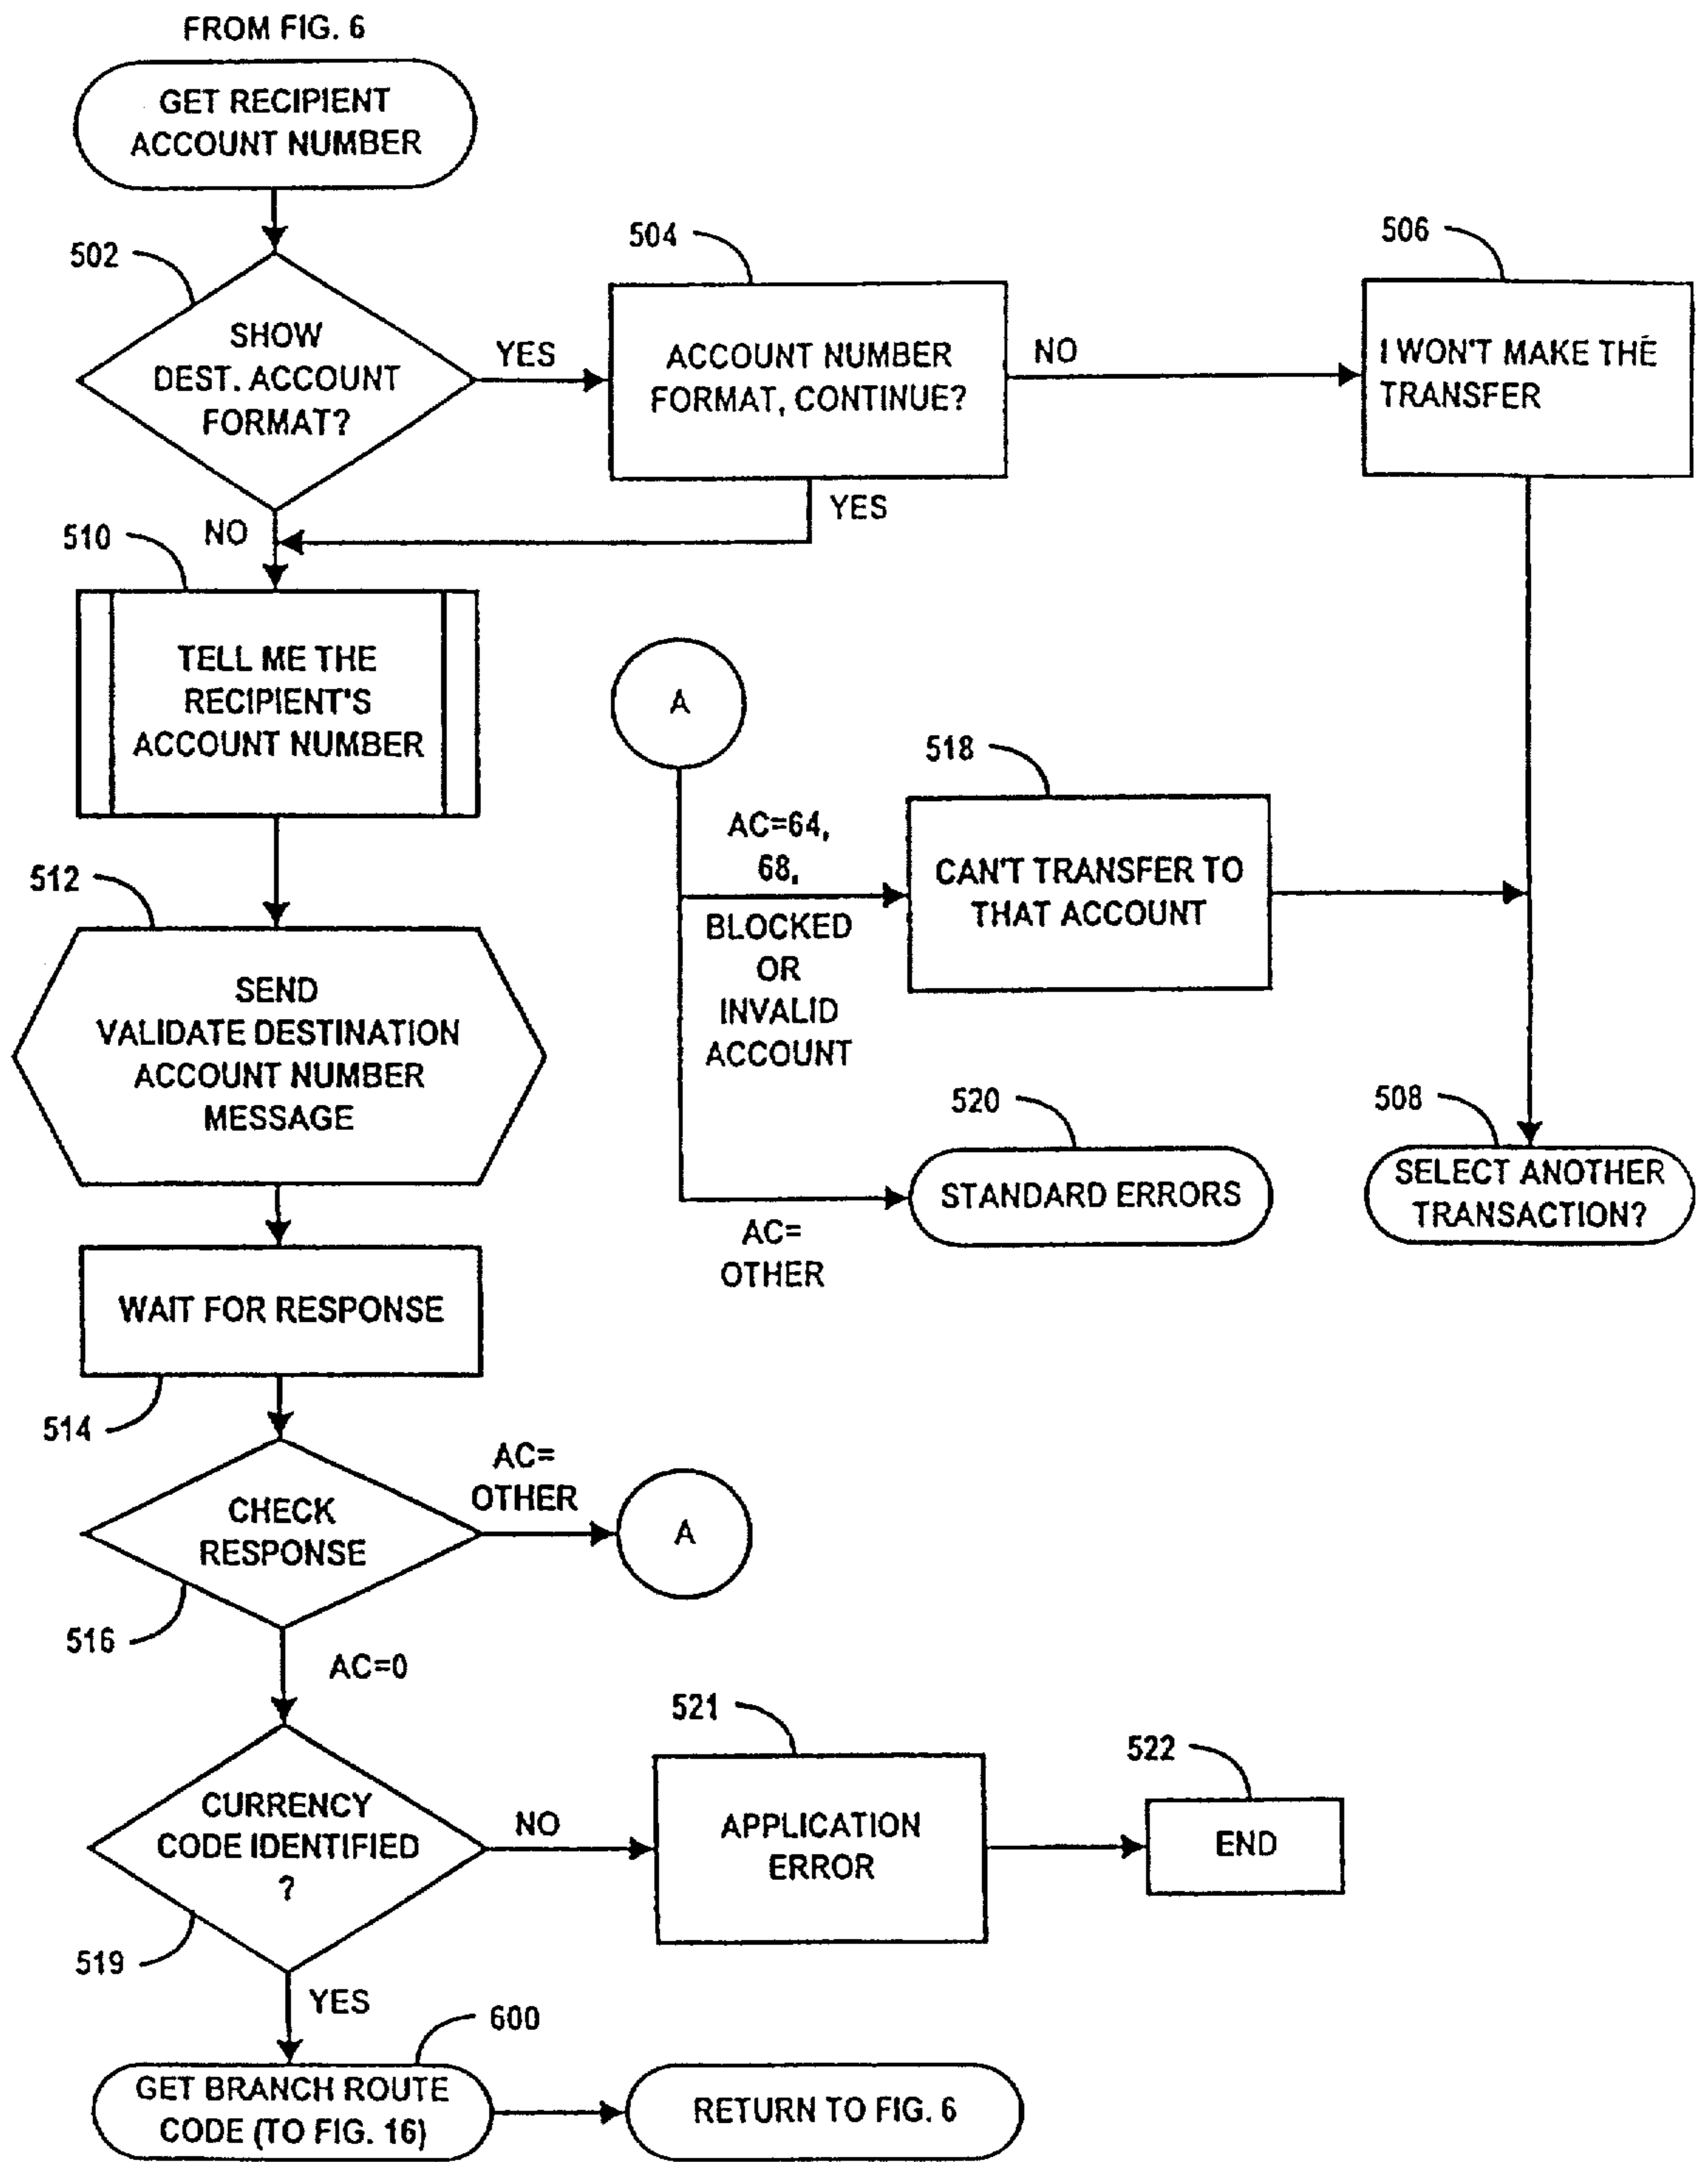 FROM FIG. 6
GET RECIPIENT
ACCOUNT NUMBER
502
SHOW
DEST. ACCOUNT
FORMAT?
YES
504
ACCOUNT NUMBER
FORMAT, CONTINUE?
NO
506
I WON'T MAKE THE
TRANSFER
YES
NO
510
TELL ME THE
RECIPIENT'S
ACCOUNT NUMBER
A
AC=64,
68,
BLOCKED
OR
INVALID
ACCOUNT
518
CAN'T TRANSFER TO
THAT ACCOUNT
512
SEND
VALIDATE DESTINATION
ACCOUNT NUMBER
MESSAGE
520
STANDARD ERRORS
AC=
OTHER
508
SELECT ANOTHER
TRANSACTION?
WAIT FOR RESPONSE
514
CHECK
RESPONSE
516
AC=
OTHER
A
AC=0
CURRENCY
CODE IDENTIFIED
?
519
NO
521
APPLICATION
ERROR
522
END
YES
600
GET BRANCH ROUTE
CODE (TO FIG. 16)
RETURN TO FIG. 6